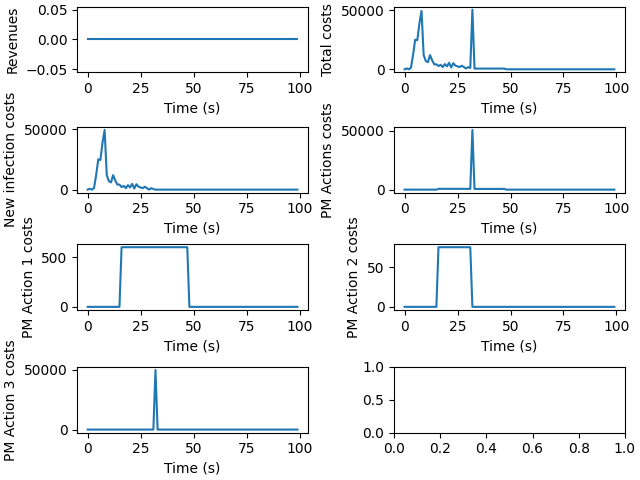 Revenues
0.05
0.00
−0.05
0 25 50 75 100
Time (s)
Total costs
50000
0
0 25 50 75 100
Time (s)
New infection costs
50000
0
0 25 50 75 100
Time (s)
PM Actions costs
50000
0
0 25 50 75 100
Time (s)
PM Action 1 costs
500
0
0 25 50 75 100
Time (s)
PM Action 2 costs
50
0
0 25 50 75 100
Time (s)
PM Action 3 costs
50000
0
0 25 50 75 100
Time (s)
1.0
0.5
0.0
0.0 0.2 0.4 0.6 0.8 1.0